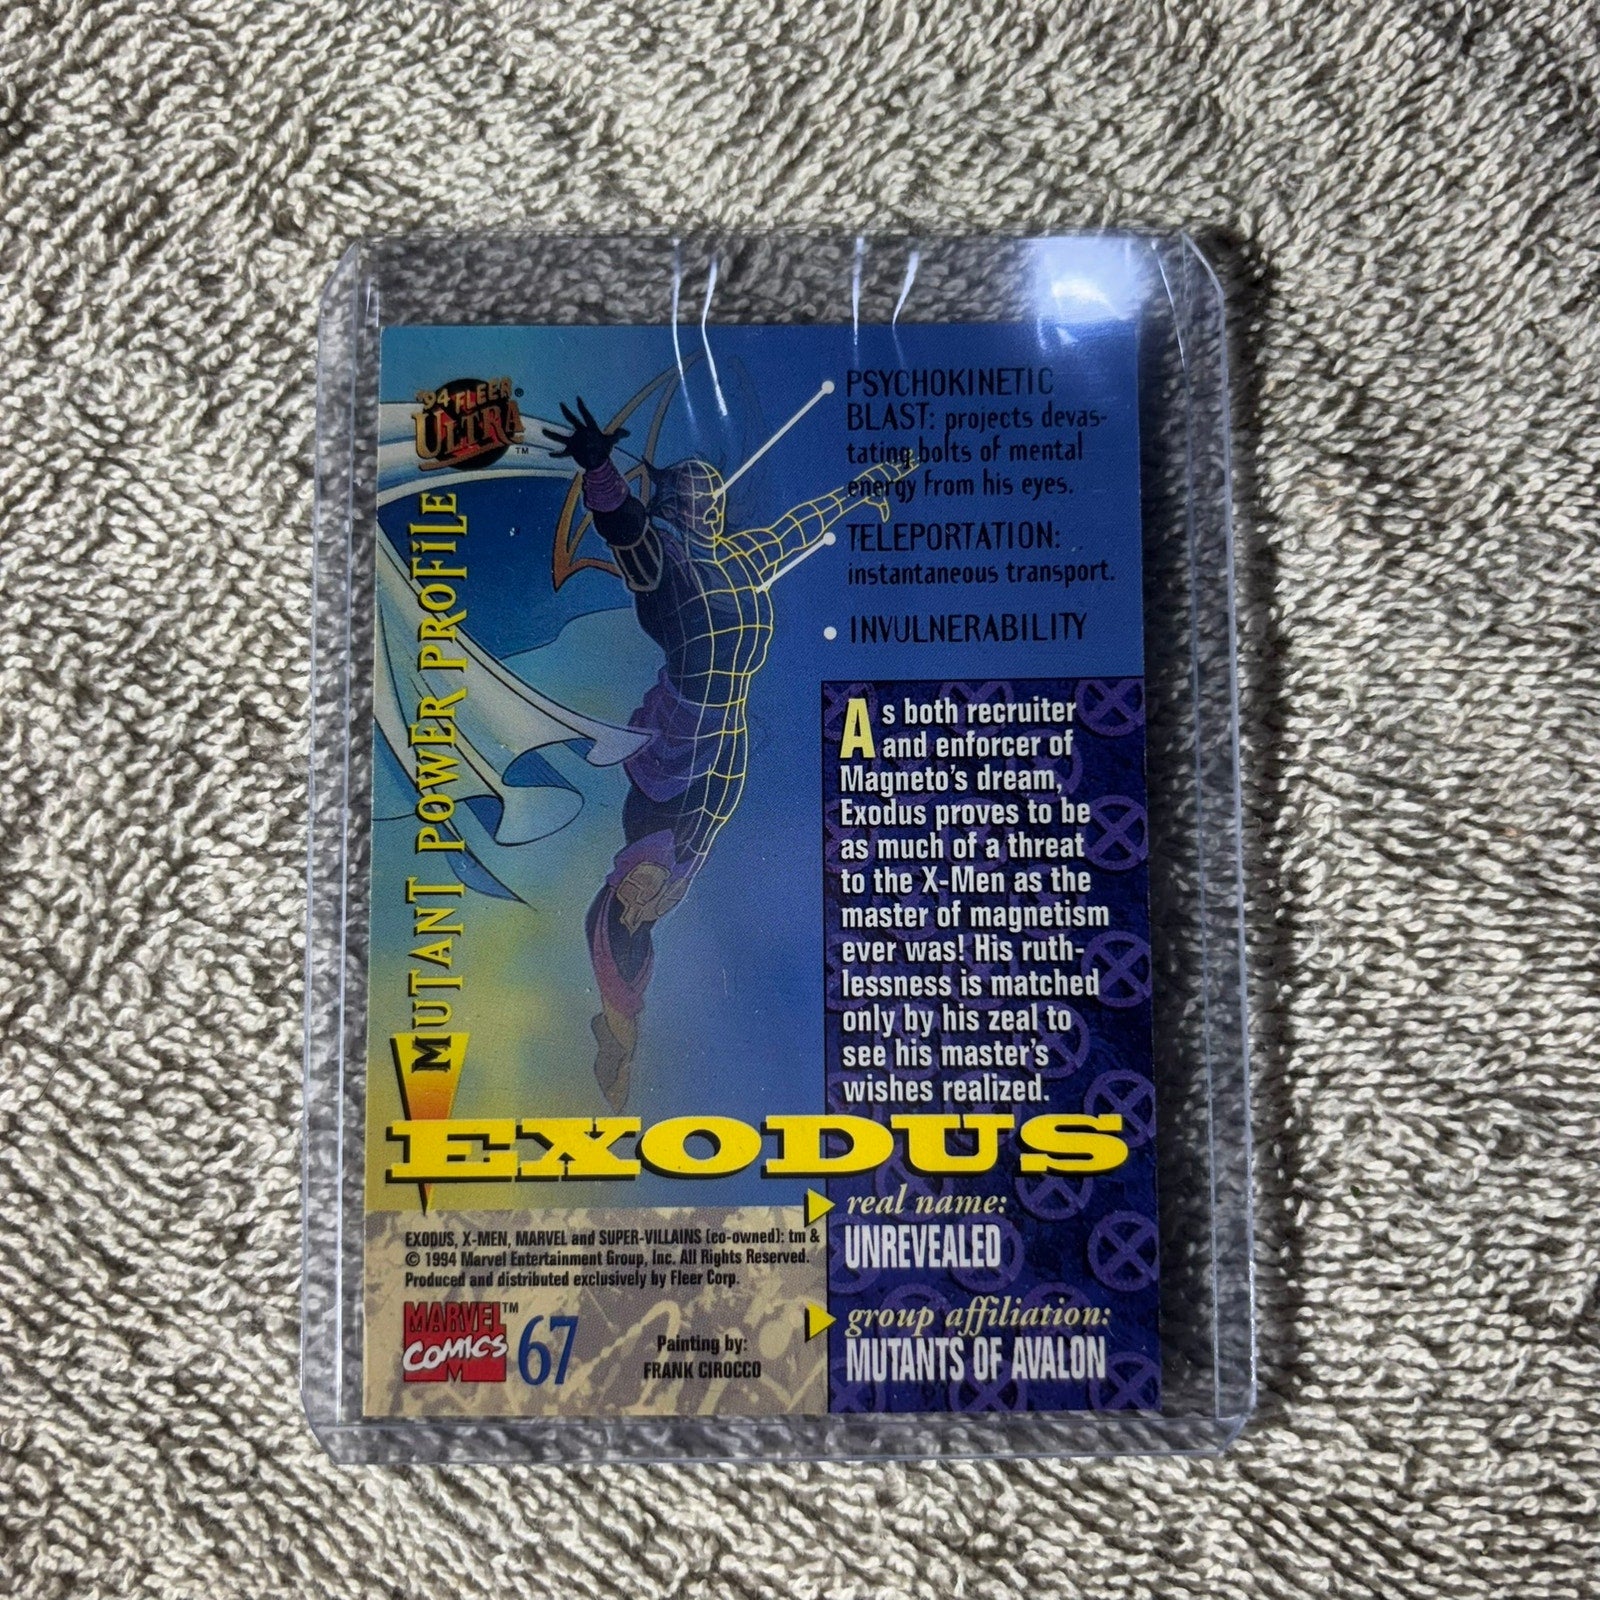 '94 FLEER®
ULTRA™
MUTANT POWER PROFILE
PSYCHOKINETIC
BLAST: projects devas-
tating bolts of mental
energy from his eyes.
TELEPORTATION:
instantaneous transport.
INVULNERABILITY
As both recruiter
and enforcer of
Magneto's dream,
Exodus proves to be
as much of a threat
to the X-Men as the
master of magnetism
ever was! His ruth-
lessness is matched
only by his zeal to
see his master's
wishes realized.
EXODUS
real name:
UNREVEALED
group affiliation:
MUTANTS OF AVALON
EXODUS, X-MEN, MARVEL and SUPER-VILLAINS (co-owned): tm &
© 1994 Marvel Entertainment Group, Inc. All Rights Reserved.
Produced and distributed exclusively by Fleer Corp.
MARVEL™
COMICS
M
67
Painting by:
FRANK CIROCCO